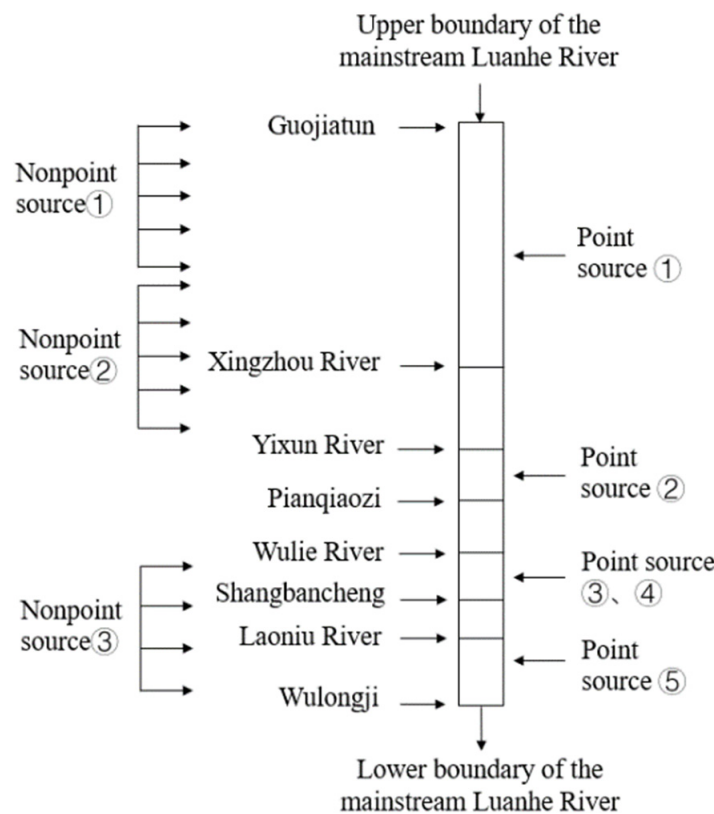 Upper boundary of the
mainstream Luanhe River
Guojiatun
Nonpoint
source①
Point
source ①
Nonpoint
source②
Xingzhou River
Yixun River
Point
source ②
Pianqiaozi
Wulie River
Point source
③、④
Shangbancheng
Nonpoint
source③
Laoniu River
Point
source ⑤
Wulongji
Lower boundary of the
mainstream Luanhe River